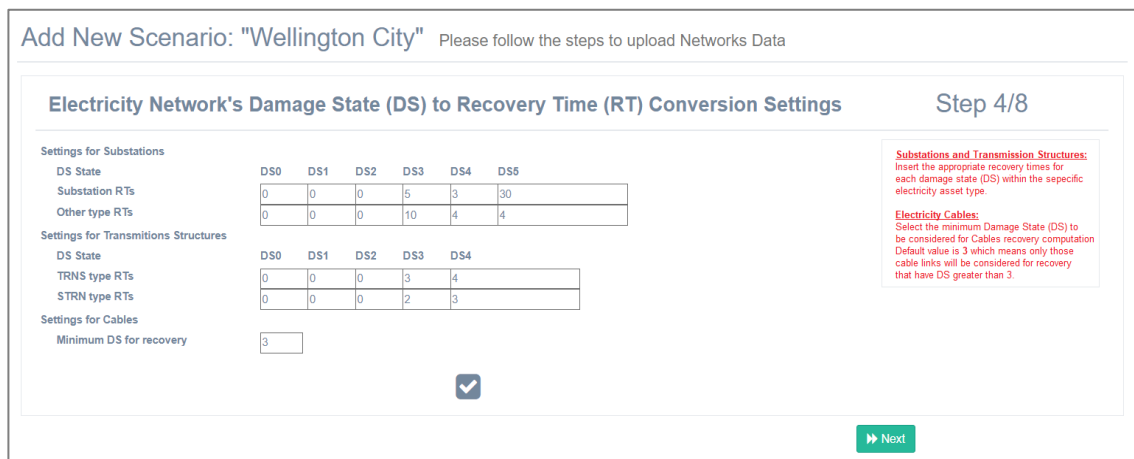 Add New Scenario: "Wellington City" Please follow the steps to upload Networks Data
Electricity Network's Damage State (DS) to Recovery Time (RT) Conversion Settings
Step 4/8
Settings for Substations
DS State DS0 DS1 DS2 DS3 DS4 DS5
Substation RTs 0 0 0 5 3 30
Other type RTs 0 0 0 10 4 4
Settings for Transmitions Structures
DS State DS0 DS1 DS2 DS3 DS4
TRNS type RTs 0 0 0 3 4
STRN type RTs 0 0 0 2 3
Settings for Cables
Minimum DS for recovery 3
Substations and Transmission Structures:
Insert the appropriate recovery times for
each damage state (DS) within the sepecific
electricity asset type.
Electricity Cables:
Select the minimum Damage State (DS) to
be considered for Cables recovery computation
Default value is 3 which means only those
cable links will be considered for recovery
that have DS greater than 3.
Next